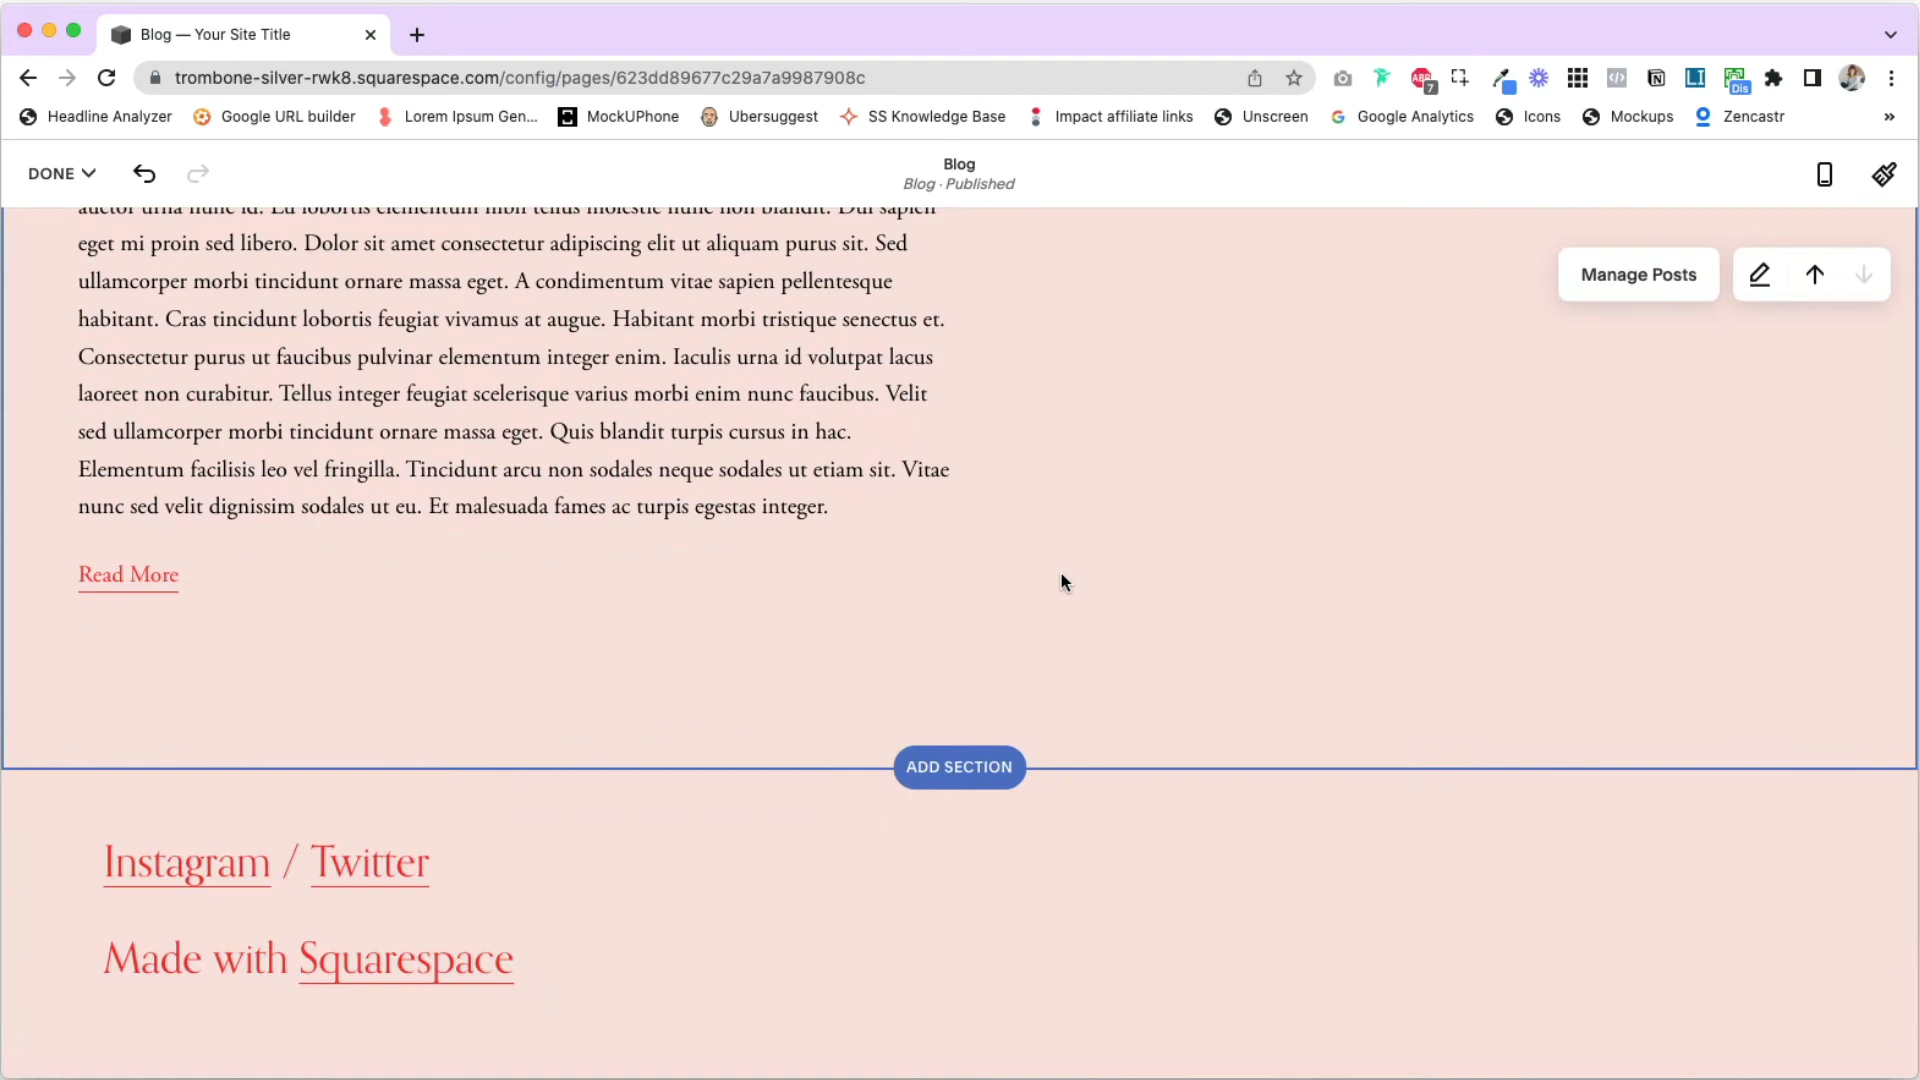 Blog — Your Site Title
trombone-silver-rwk8.squarespace.com/config/pages/623dd89677c29a7a9987908c
ABP
7
LI
Dis
Headline Analyzer Google URL builder Lorem Ipsum Gen... MockUPhone Ubersuggest SS Knowledge Base Impact affiliate links Unscreen Google Analytics Icons Mockups Zencastr »
DONE
Blog
Blog · Published
auctor urna nunc id. Eu lobortis elementum nibh tellus molestie nunc non blandit. Dui sapien
eget mi proin sed libero. Dolor sit amet consectetur adipiscing elit ut aliquam purus sit. Sed
ullamcorper morbi tincidunt ornare massa eget. A condimentum vitae sapien pellentesque
habitant. Cras tincidunt lobortis feugiat vivamus at augue. Habitant morbi tristique senectus et.
Consectetur purus ut faucibus pulvinar elementum integer enim. Iaculis urna id volutpat lacus
laoreet non curabitur. Tellus integer feugiat scelerisque varius morbi enim nunc faucibus. Velit
sed ullamcorper morbi tincidunt ornare massa eget. Quis blandit turpis cursus in hac.
Elementum facilisis leo vel fringilla. Tincidunt arcu non sodales neque sodales ut etiam sit. Vitae
nunc sed velit dignissim sodales ut eu. Et malesuada fames ac turpis egestas integer.
Manage Posts
Read More
ADD SECTION
Instagram / Twitter
Made with Squarespace